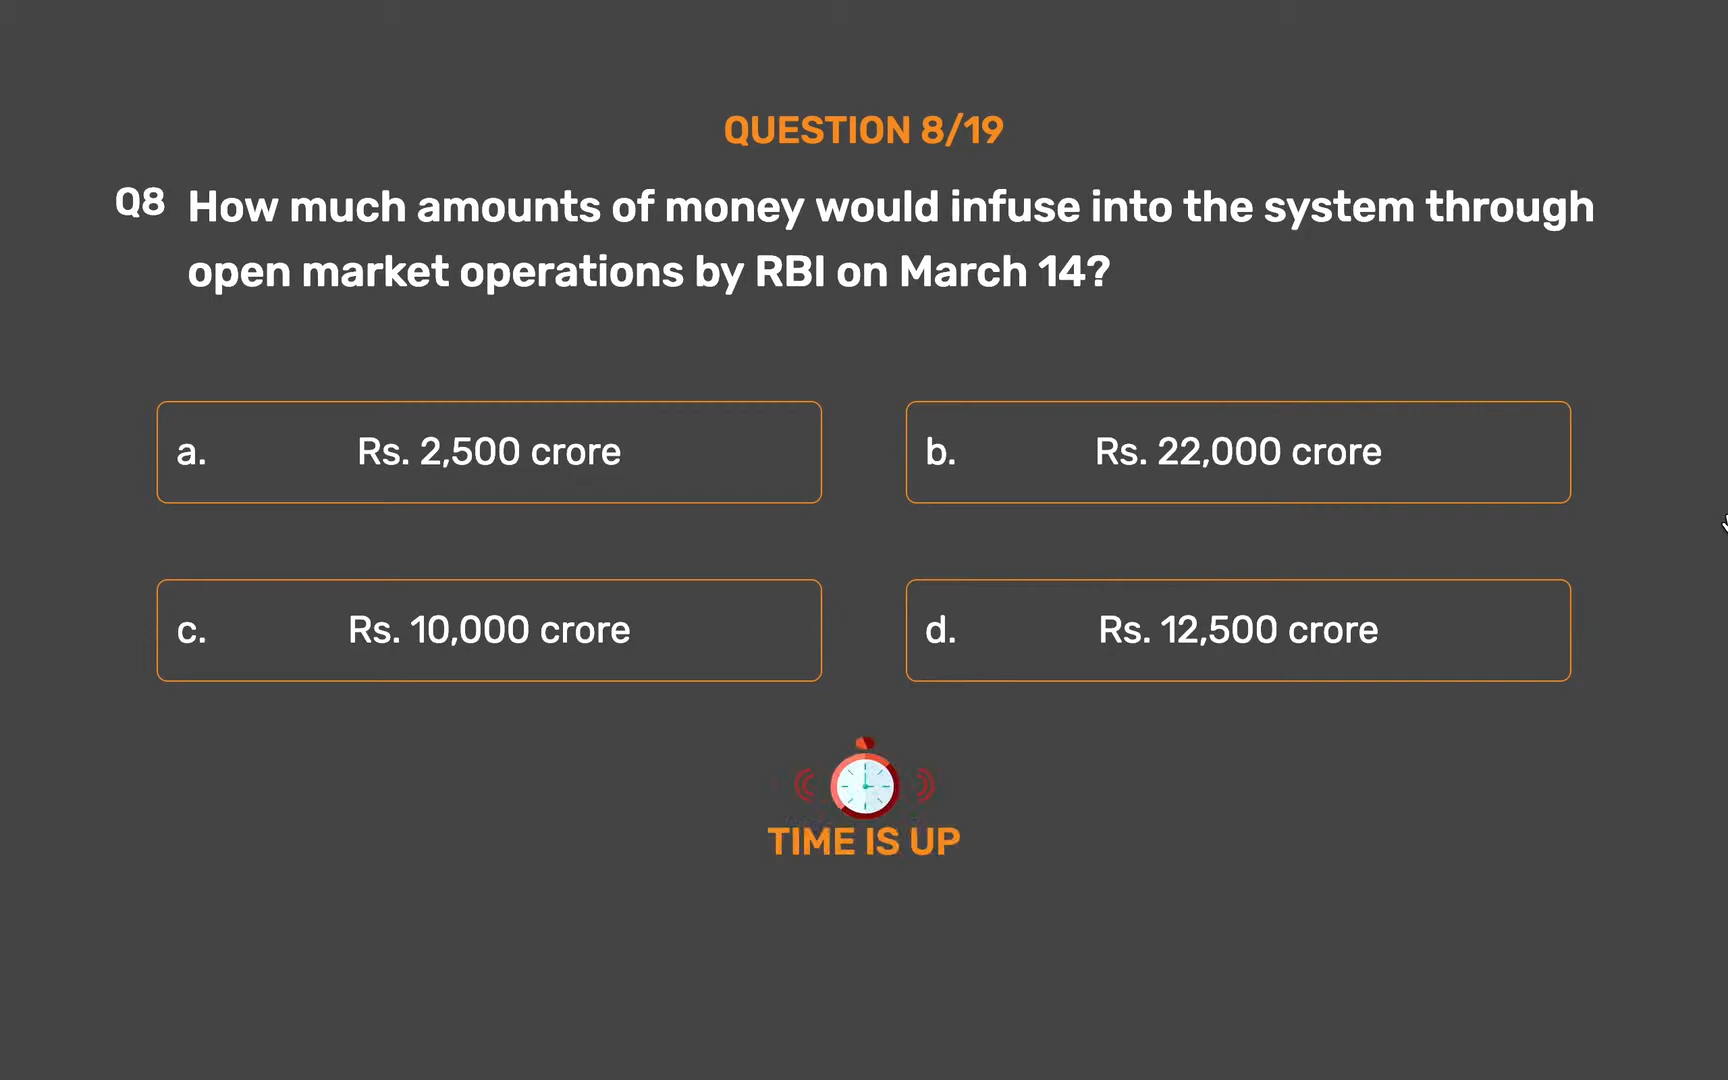 QUESTION 8/19
Q8 How much amounts of money would infuse into the system through
open market operations by RBI on March 14?
a. Rs. 2,500 crore
b. Rs. 22,000 crore
c. Rs. 10,000 crore
d. Rs. 12,500 crore
TIME IS UP